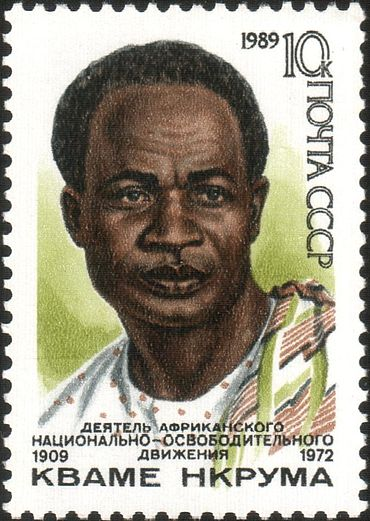 1989 10к
ПОЧТА СССР
ДЕЯТЕЛЬ АФРИКАНСКОГО
НАЦИОНАЛЬНО-ОСВОБОДИТЕЛЬНОГО
1909 ДВИЖЕНИЯ 1972
КВАМЕ НКРУМА